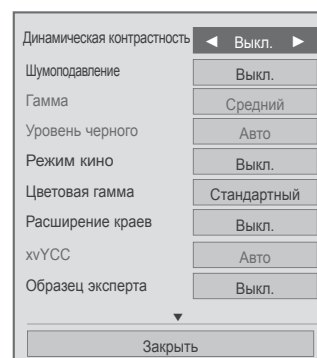 Динамическая контрастность ◄ Выкл. ►
Шумоподавление Выкл.
Гамма Средний
Уровень черного Авто
Режим кино Выкл.
Цветовая гамма Стандартный
Расширение краев Выкл.
xvYCC Авто
Образец эксперта Выкл.
▼
Закрыть